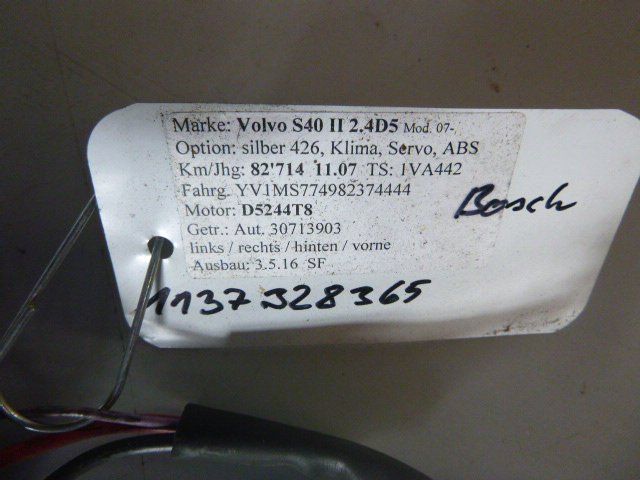 Marke: Volvo S40 II 2.4D5 Mod. 07-
Option: silber 426, Klima, Servo, ABS
Km/Jhg: 82'714 11.07 TS: 1VA442
Fahrg. YV1MS774982374444
Motor: D5244T8
Bosch
Getr.: Aut. 30713903
links / rechts / hinten / vorne
Ausbau: 3.5.16 SF
1137328365